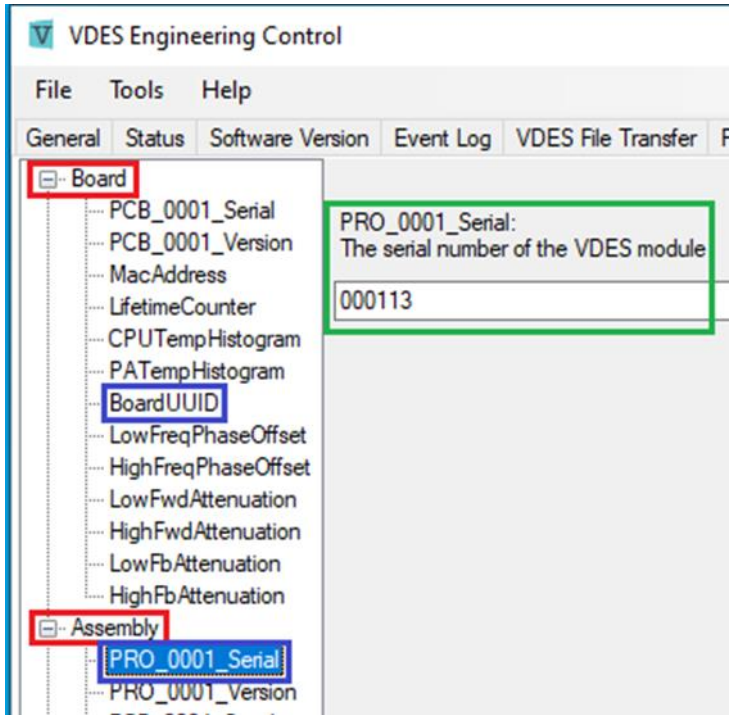 VDES Engineering Control
File Tools Help
General Status Software Version Event Log VDES File Transfer
Board
PCB_0001_Serial
PCB_0001_Version
MacAddress
LifetimeCounter
CPUTempHistogram
PATempHistogram
BoardUUID
LowFreqPhaseOffset
HighFreqPhaseOffset
LowFwdAttenuation
HighFwdAttenuation
LowFbAttenuation
HighFbAttenuation
Assembly
PRO_0001_Serial
PRO_0001_Version
PRO_0001_Serial:
The serial number of the VDES module
000113